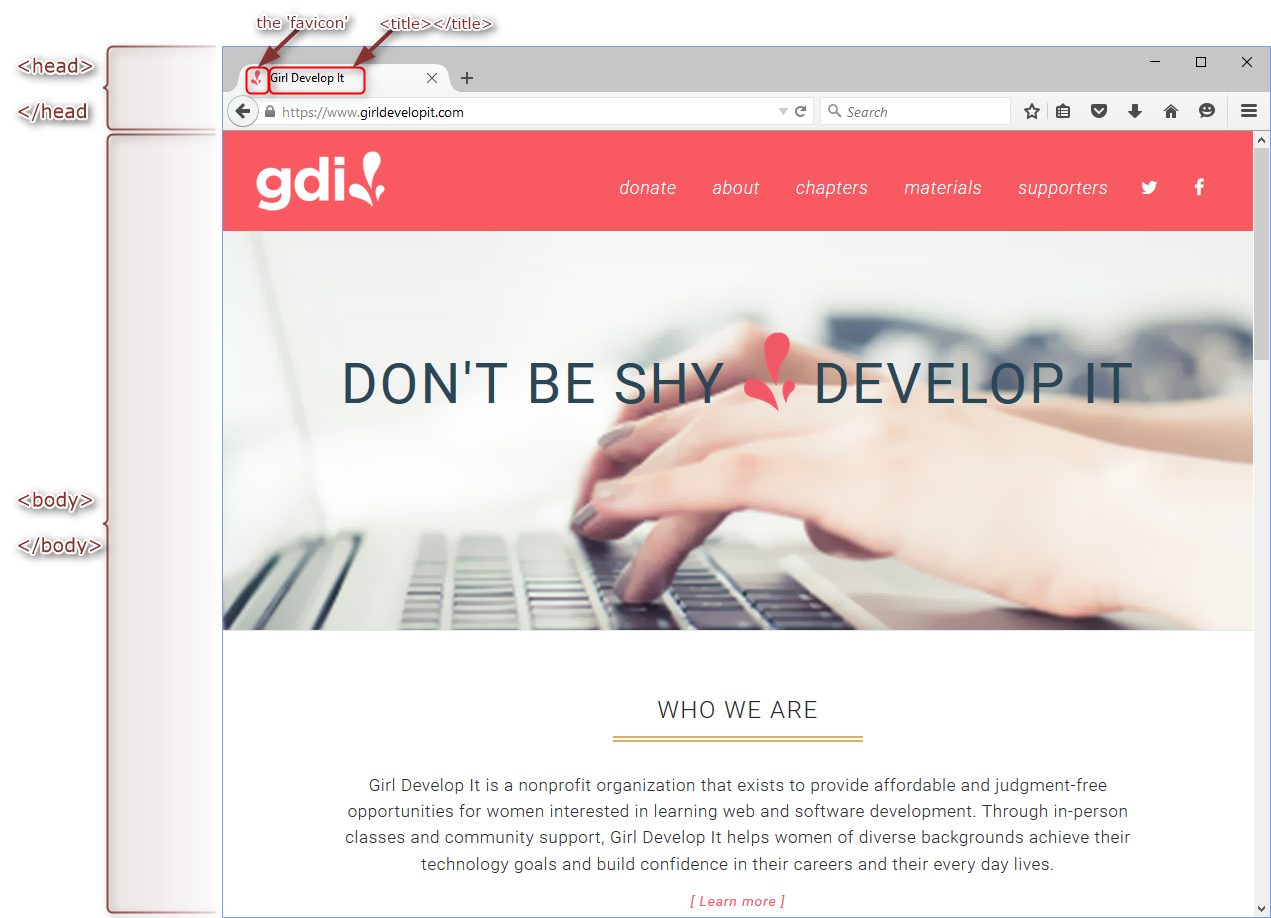 the 'favicon'
<title></title>
<head>
</head
Girl Develop It
https://www.girldevelopit.com
Search
gdi
donate about chapters materials supporters
DON'T BE SHY DEVELOP IT
<body>
</body>
WHO WE ARE
Girl Develop It is a nonprofit organization that exists to provide affordable and judgment-free
opportunities for women interested in learning web and software development. Through in-person
classes and community support, Girl Develop It helps women of diverse backgrounds achieve their
technology goals and build confidence in their careers and their every day lives.
[ Learn more ]